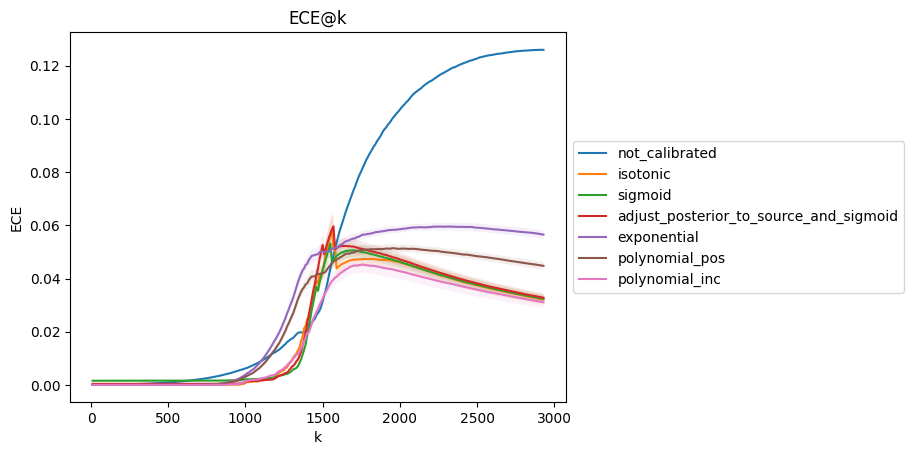 ECE@k
0.12
0.10
0.08
0.06
0.04
0.02
0.00
ECE
0 500 1000 1500 2000 2500 3000
k
not_calibrated
isotonic
sigmoid
adjust_posterior_to_source_and_sigmoid
exponential
polynomial_pos
polynomial_inc